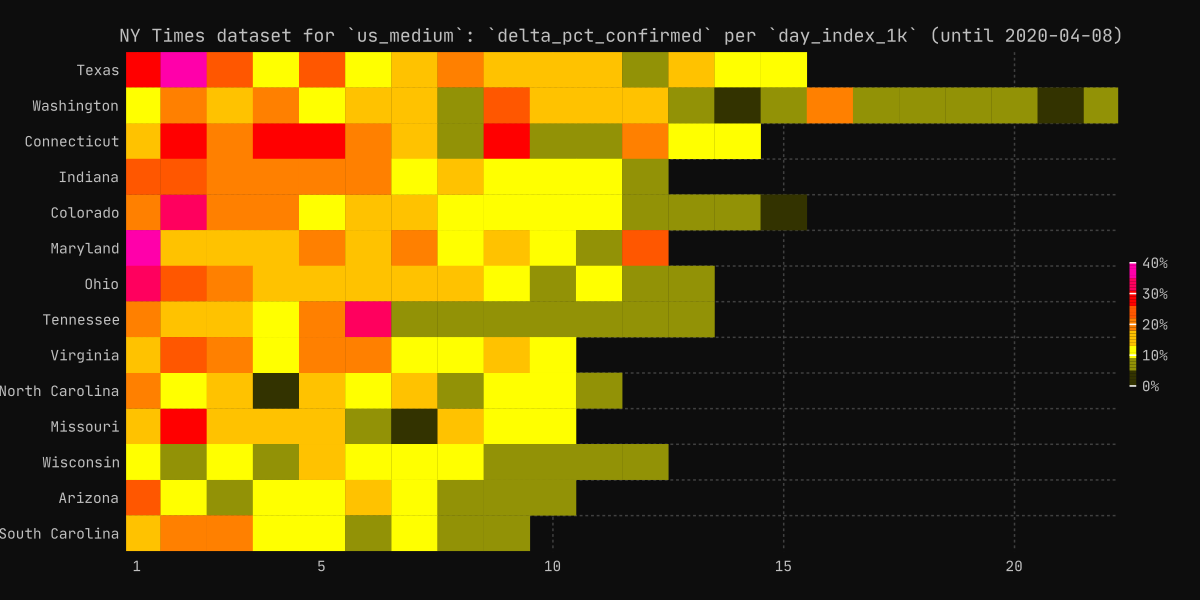 NY Times dataset for `us_medium`: `delta_pct_confirmed` per `day_index_1k` (until 2020-04-08)
Texas
Washington
Connecticut
Indiana
Colorado
Maryland
Ohio
Tennessee
Virginia
North Carolina
Missouri
Wisconsin
Arizona
South Carolina
1 5 10 15 20
40%
30%
20%
10%
0%